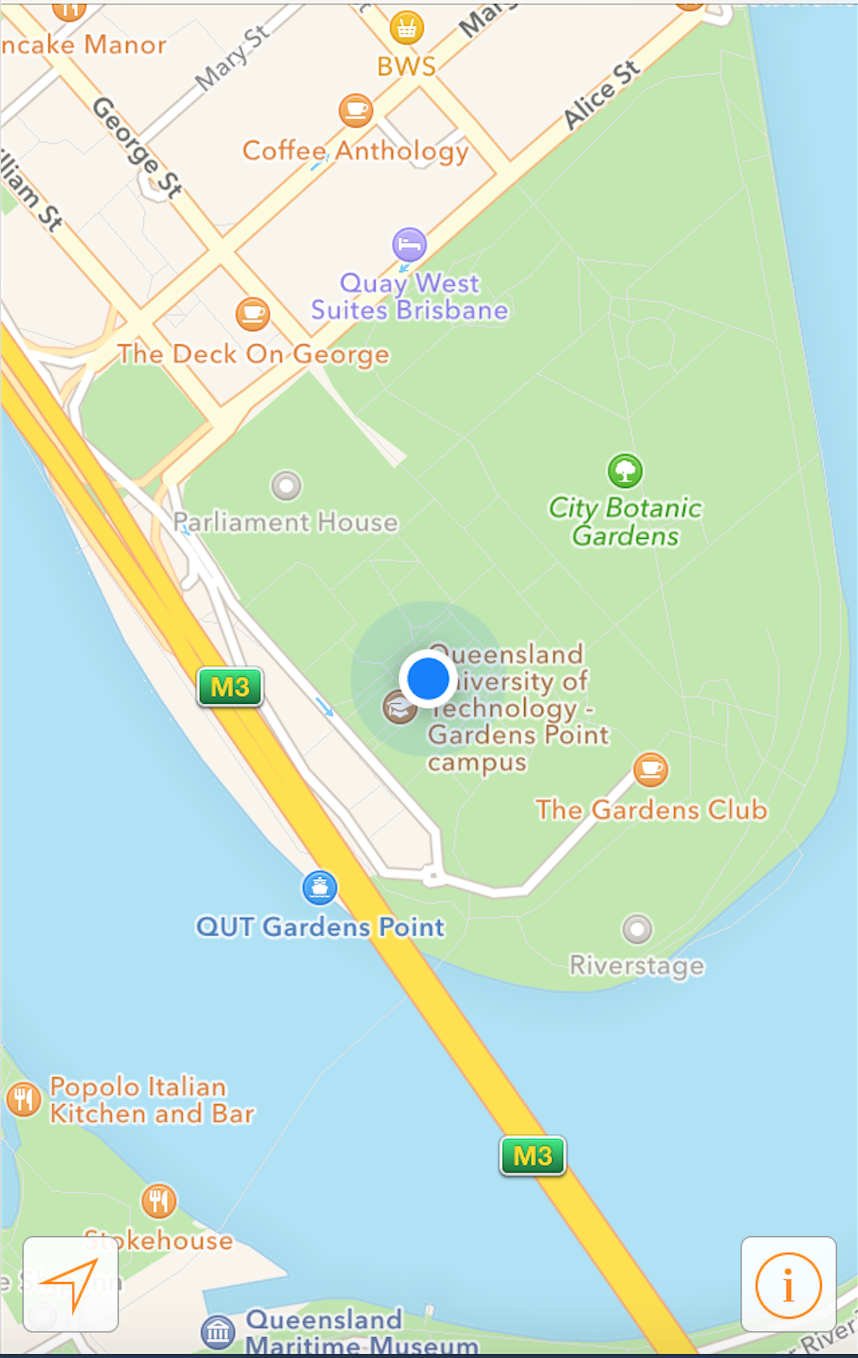 ncake Manor
Mary St
BWS
Mary
Alice St
Coffee Anthology
George St
lliam St
Quay West
Suites Brisbane
The Deck On George
Parliament House
City Botanic
Gardens
Queensland
University of
Technology -
Gardens Point
campus
M3
The Gardens Club
QUT Gardens Point
Riverstage
Popolo Italian
Kitchen and Bar
M3
Stokehouse
i
Queensland
Maritime Museum
River